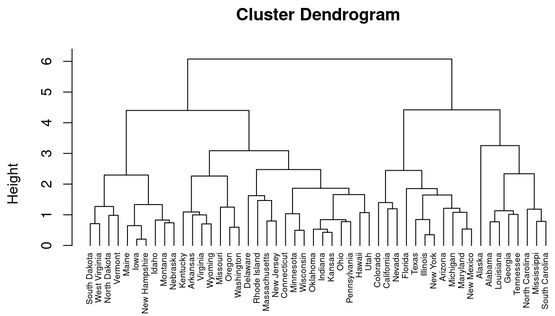 Cluster Dendrogram
Height
6
5
4
3
2
1
0
South Dakota
West Virginia
North Dakota
Vermont
Maine
Iowa
New Hampshire
Idaho
Montana
Nebraska
Kentucky
Arkansas
Virginia
Wyoming
Missouri
Oregon
Washington
Delaware
Rhode Island
Massachusetts
New Jersey
Connecticut
Minnesota
Wisconsin
Oklahoma
Indiana
Kansas
Ohio
Pennsylvania
Hawaii
Utah
Colorado
California
Nevada
Florida
Texas
Illinois
New York
Arizona
Michigan
Maryland
New Mexico
Alaska
Alabama
Louisiana
Georgia
Tennessee
North Carolina
Mississippi
South Carolina